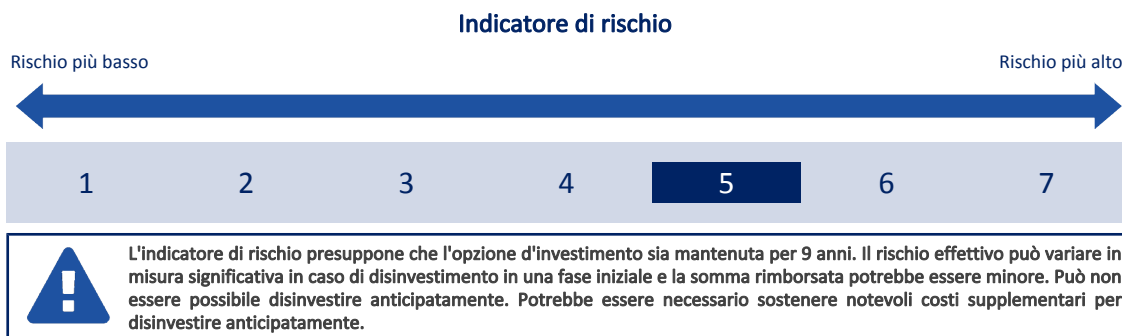 Indicatore di rischio
Rischio più basso
Rischio più alto
1 2 3 4 5 6 7
L'indicatore di rischio presuppone che l'opzione d'investimento sia mantenuta per 9 anni. Il rischio effettivo può variare in
misura significativa in caso di disinvestimento in una fase iniziale e la somma rimborsata potrebbe essere minore. Può non
essere possibile disinvestire anticipatamente. Potrebbe essere necessario sostenere notevoli costi supplementari per
disinvestire anticipatamente.